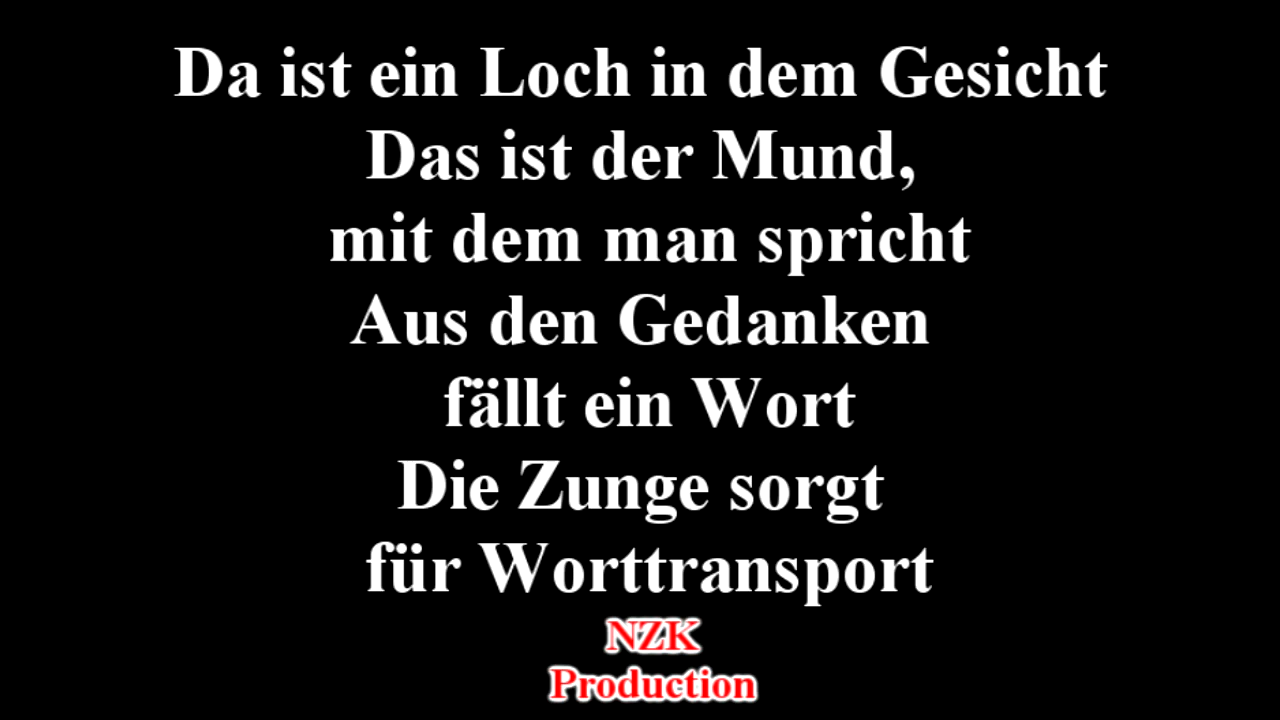 Da ist ein Loch in dem Gesicht
Das ist der Mund,
mit dem man spricht
Aus den Gedanken
fällt ein Wort
Die Zunge sorgt
für Worttransport
NZK
Production